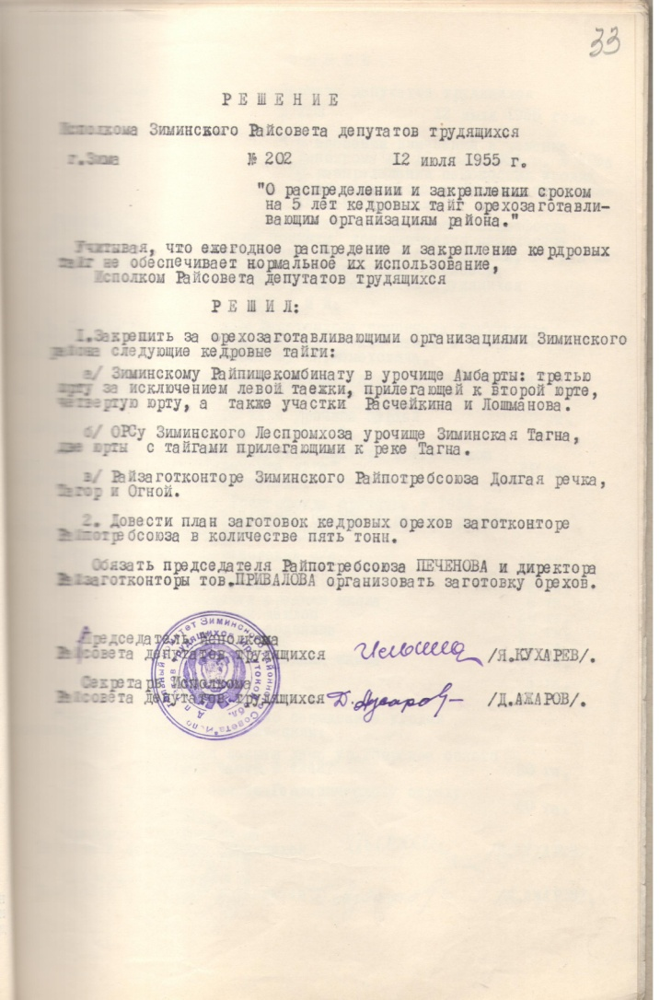 33
РЕШЕНИЕ
Исполкома Зиминского Райсовета депутатов трудящихся
г.Зима № 202 12 июля 1955 г.
"О распределении и закреплении сроком
на 5 лет кедровых тайг орехозаготавли-
вающим организациям района."
Учитывая, что ежегодное распредение и закрепление кердровых
тайг не обеспечивает нормальное их использование,
Исполком Райсовета депутатов трудящихся
РЕШИЛ:
1.Закрепить за орехозаготавливающими организациями Зиминского
района следующие кедровые тайги:
а/ Зиминскому Райпищекомбинату в урочище Амбарты: третью
юрту за исключением левой таежки, прилегающей к второй юрте,
четвертую юрту, а также участки Расчейкина и Лошманова.
б/ ОРСу Зиминского Леспромхоза урочище Зиминская Тагна,
две юрты с тайгами прилегающими к реке Тагна.
в/ Райзаготконторе Зиминского Райпотребсоюза Долгая речка,
и Огной.
2. Довести план заготовок кедровых орехов заготконторе
Райпотребсоюза в количестве пять тонн.
Обязать председателя Райпотребсоюза ПЕЧЕНОВА и директора
Райзаготконторы тов.ПРИВАЛОВА организовать заготовку орехов.
Председатель Исполкома
Райсовета депутатов трудящихся /Я.КУХАРЕВ/.
Секретарь Исполкома
Райсовета депутатов трудящихся Д. Ажаров /Д.АЖАРОВ/.